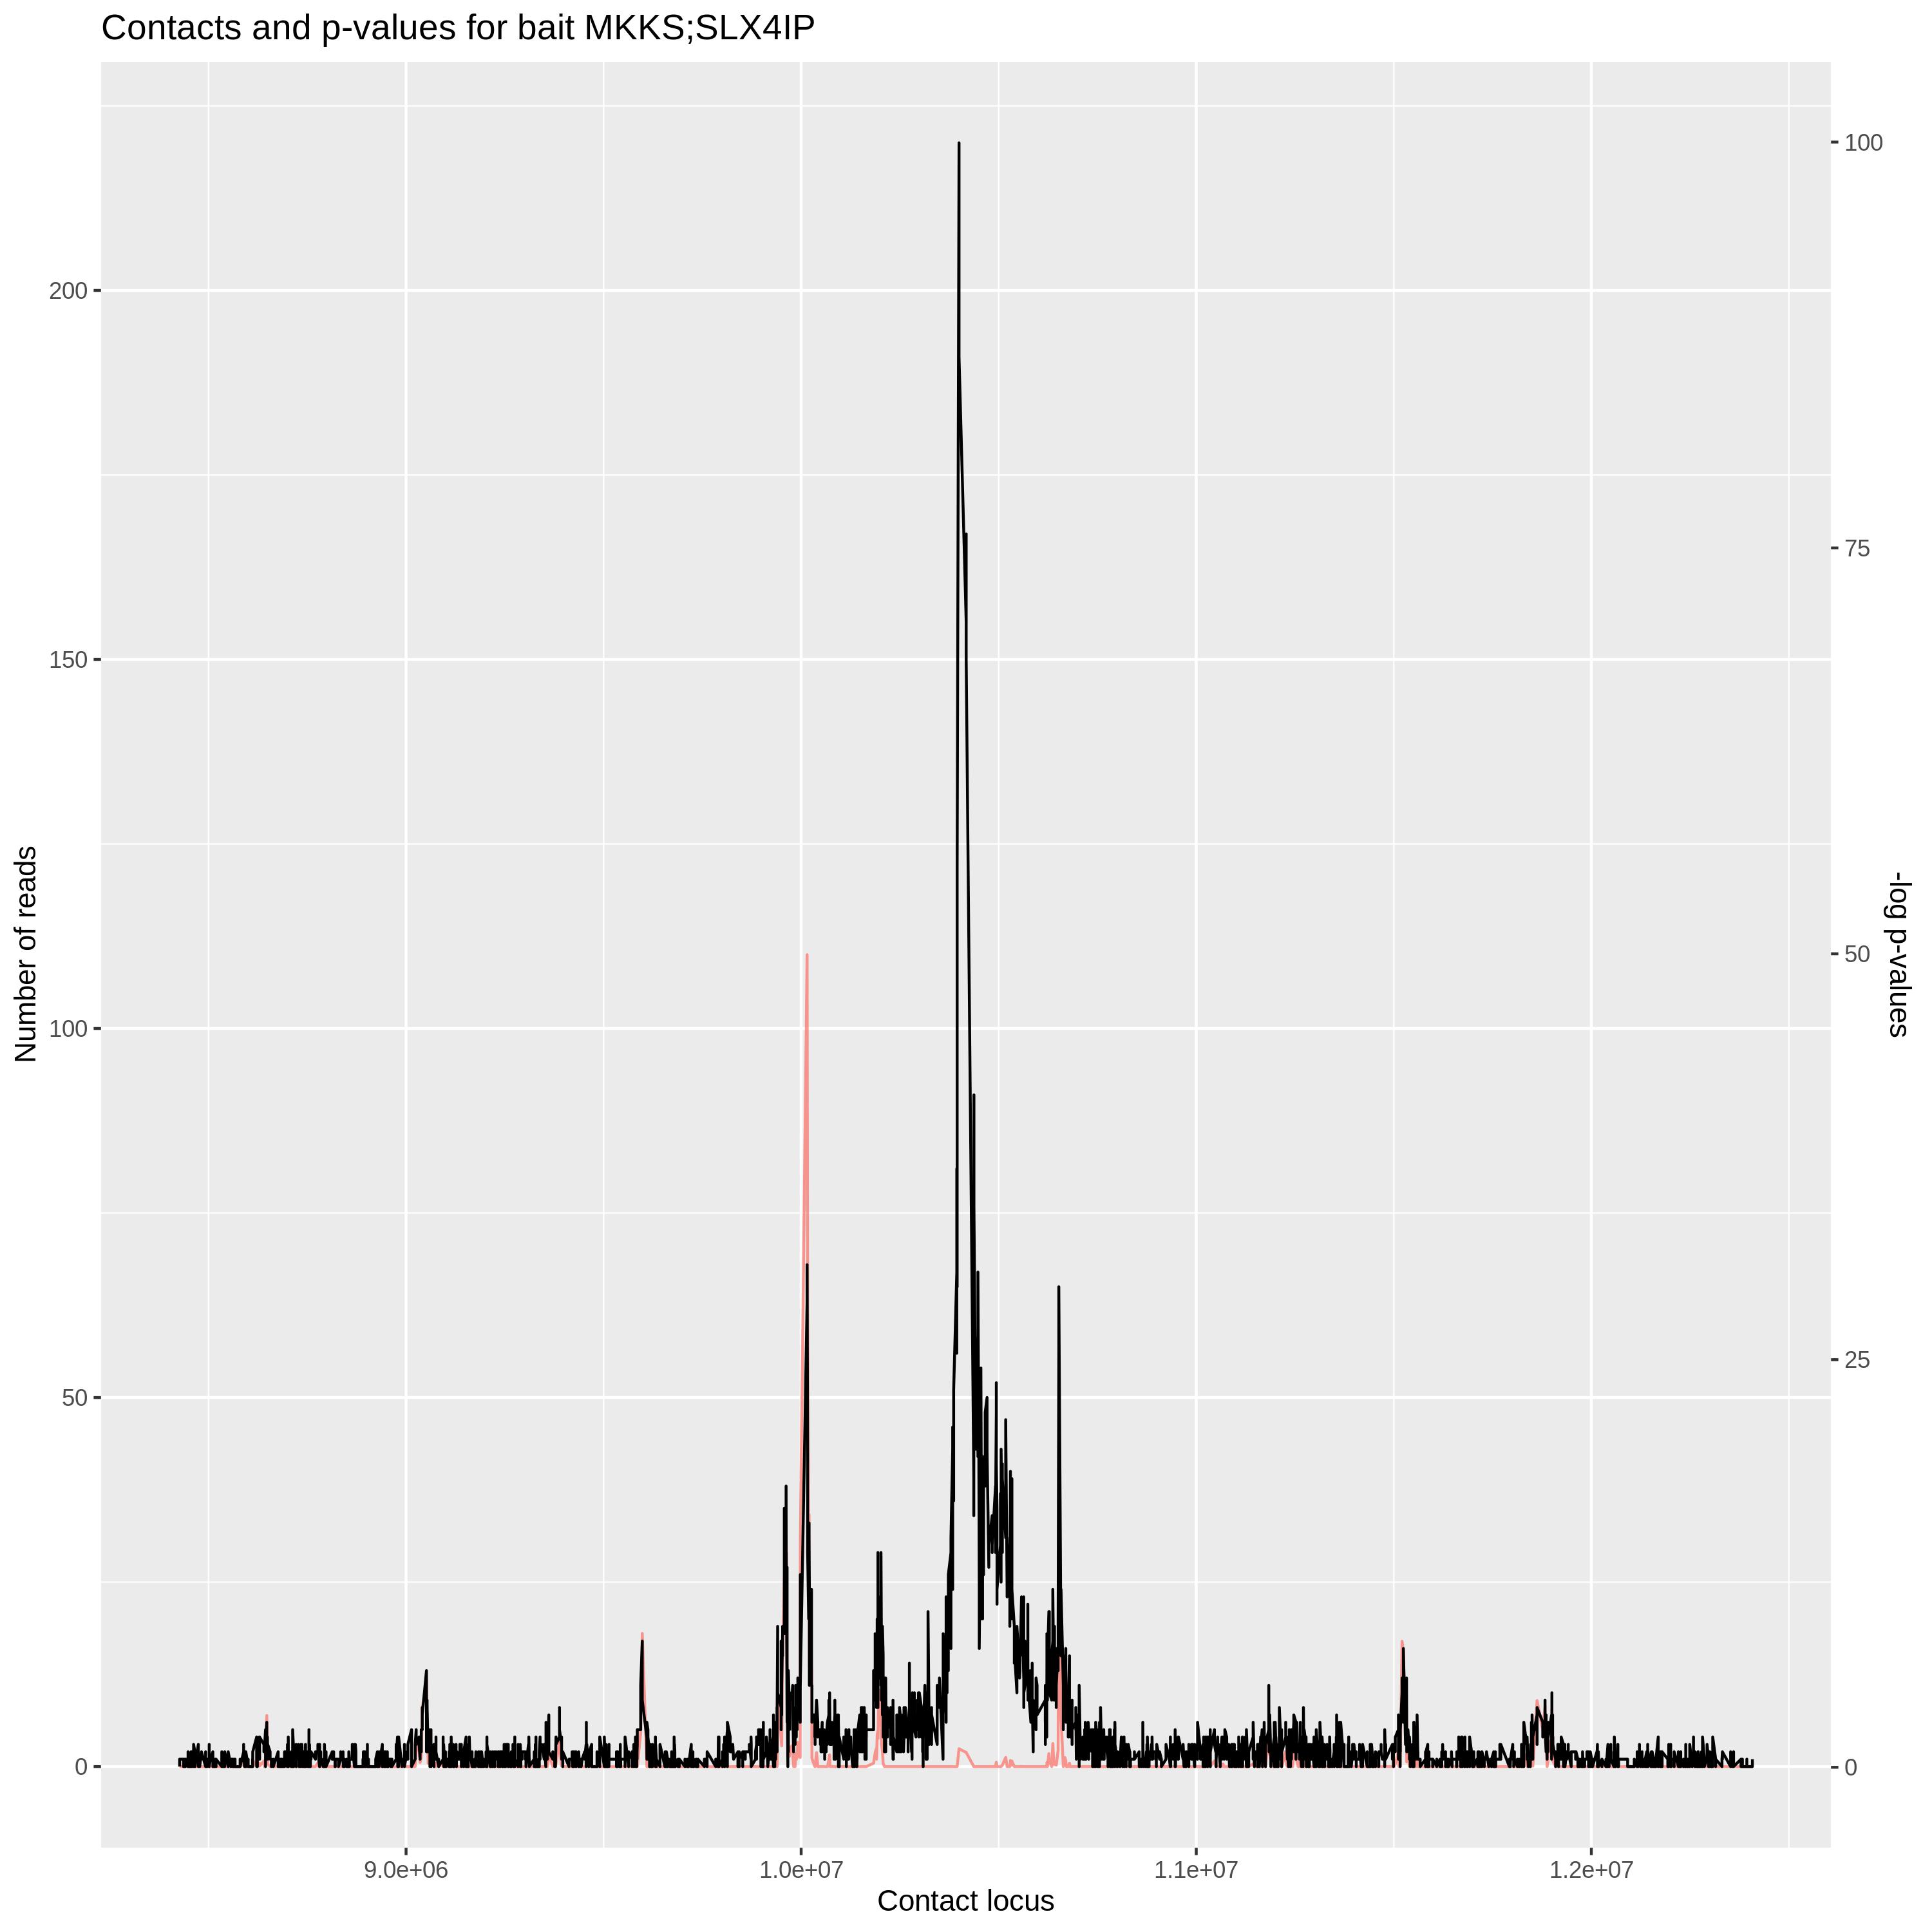 Contacts and p-values for bait MKKS;SLX4IP
Number of reads
200
150
100
50
0
100
75
50
25
0
-log p-values
9.0e+06
1.0e+07
1.1e+07
1.2e+07
Contact locus